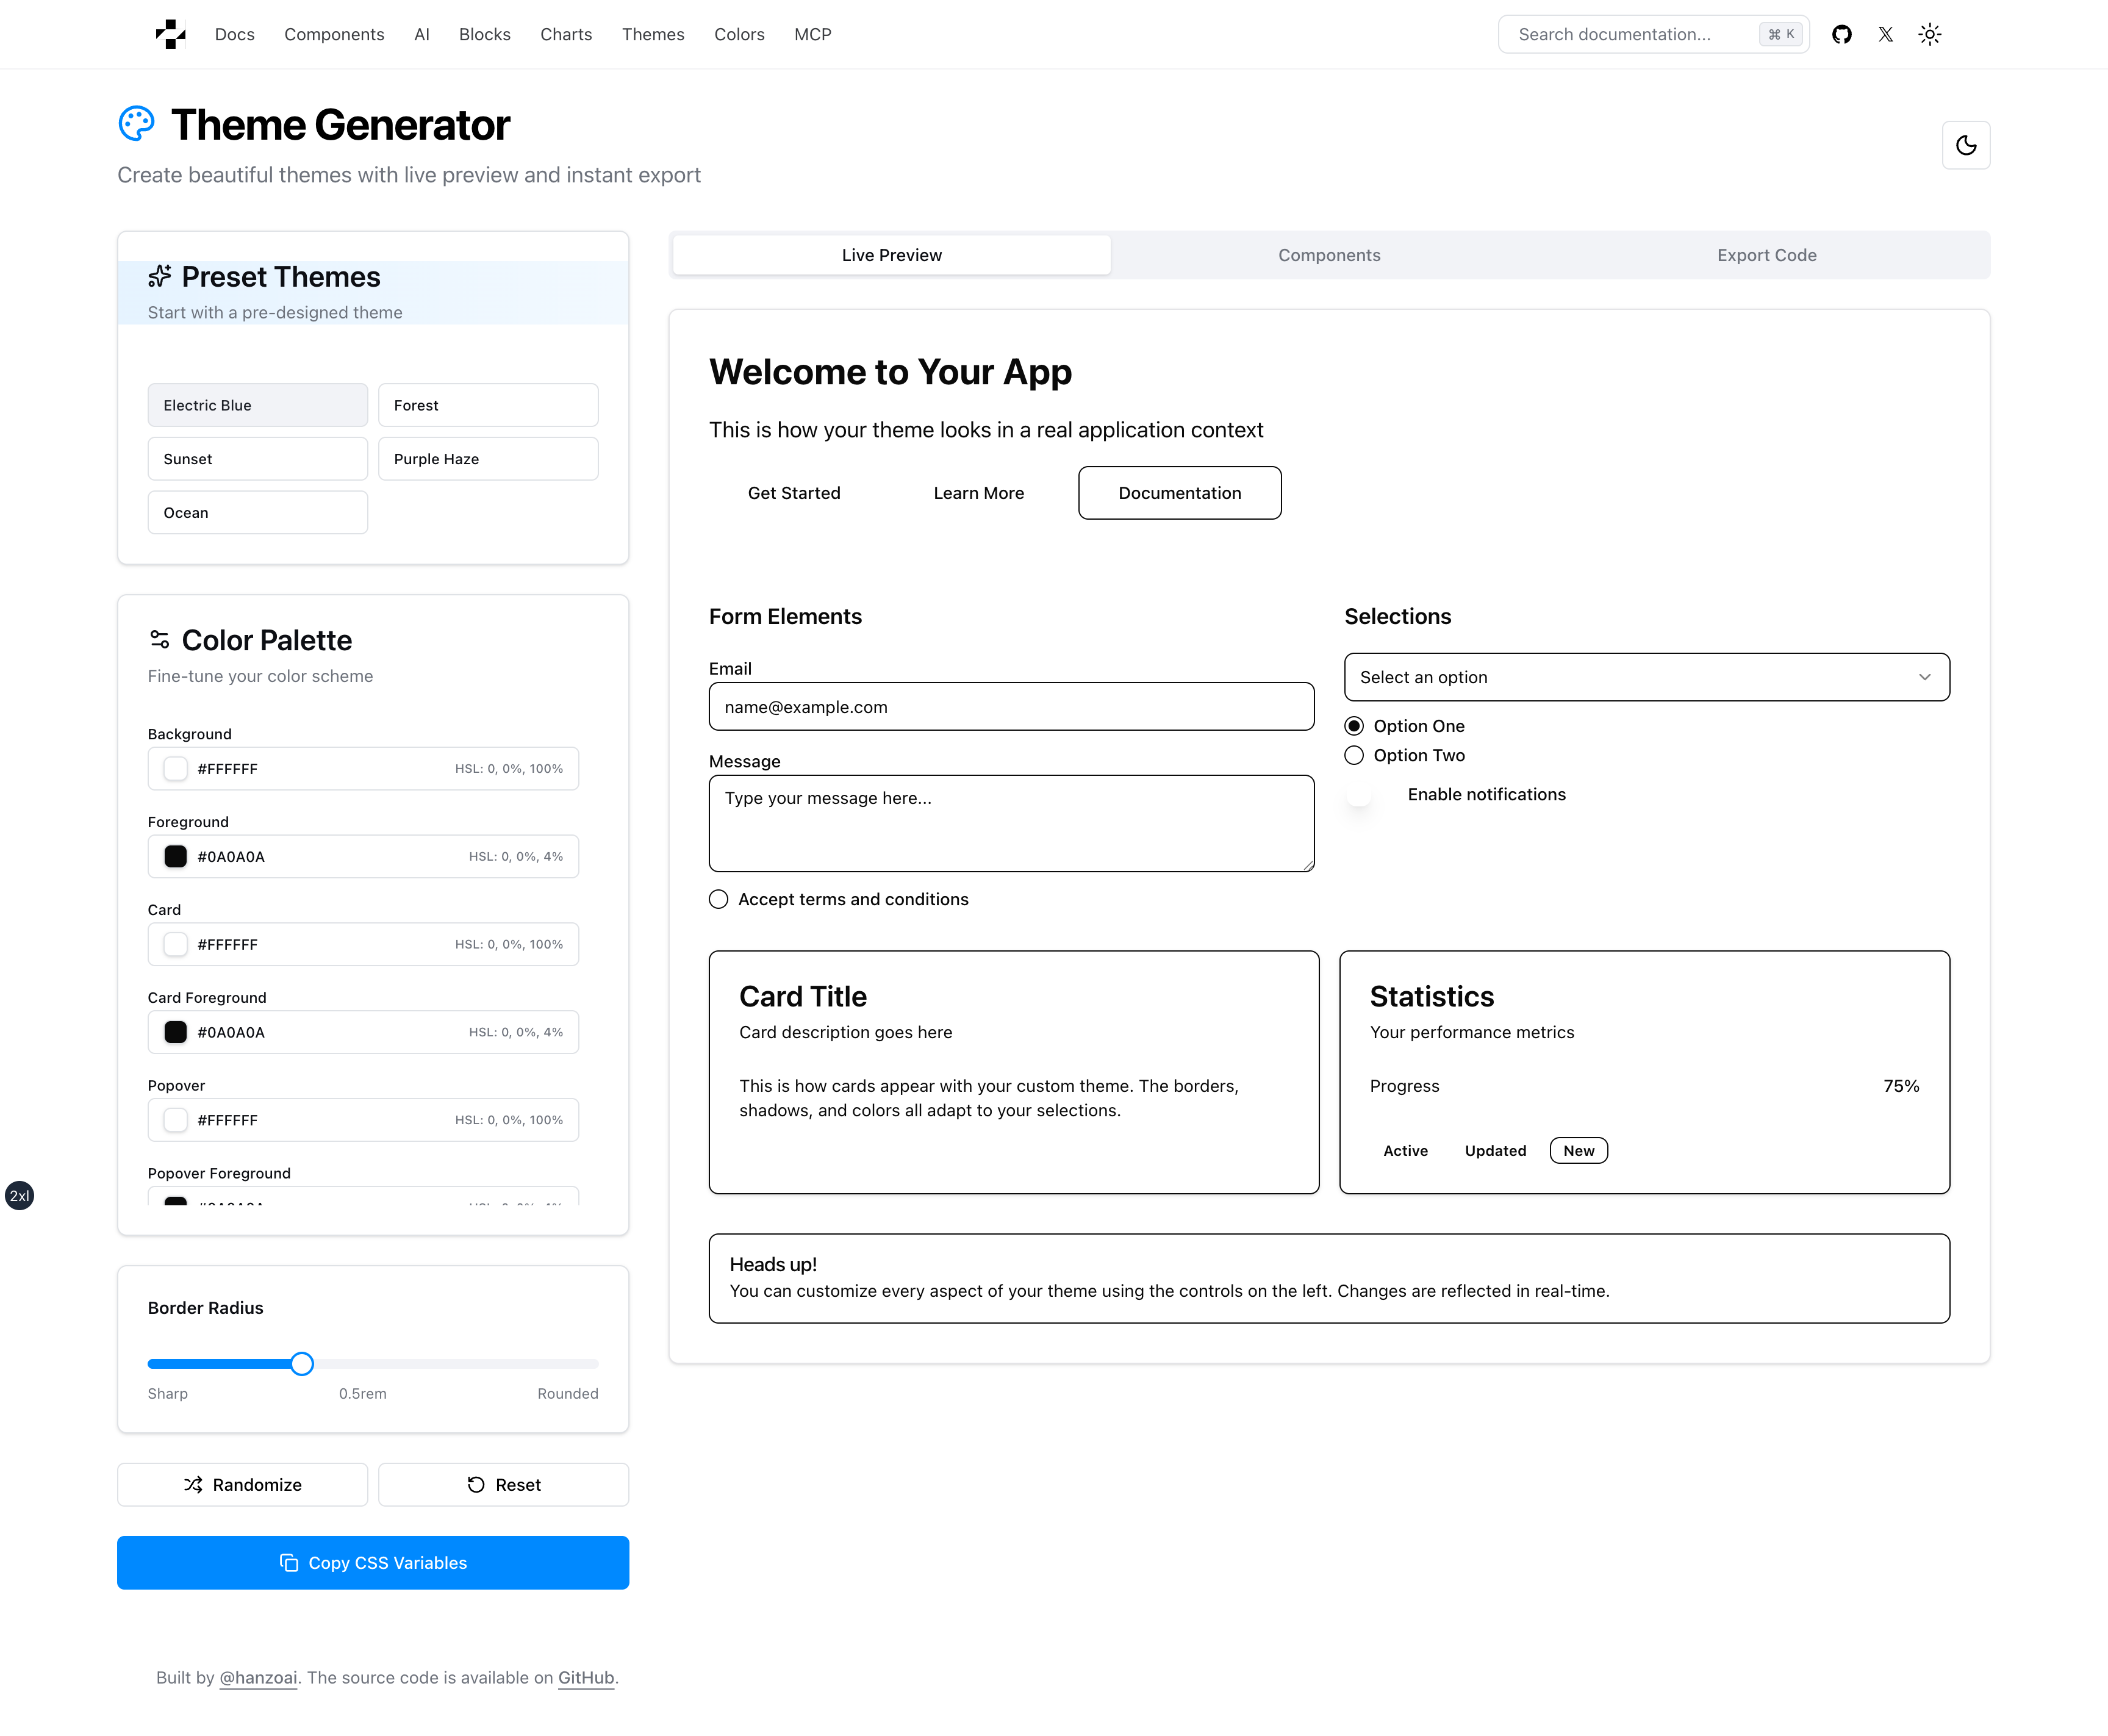 Docs Components AI Blocks Charts Themes Colors MCP
Search documentation... ⌘ K
Theme Generator
Create beautiful themes with live preview and instant export
Preset Themes
Start with a pre-designed theme
Electric Blue Forest
Sunset Purple Haze
Ocean
Color Palette
Fine-tune your color scheme
Background
#FFFFFF HSL: 0, 0%, 100%
Foreground
#0A0A0A HSL: 0, 0%, 4%
Card
#FFFFFF HSL: 0, 0%, 100%
Card Foreground
#0A0A0A HSL: 0, 0%, 4%
Popover
#FFFFFF HSL: 0, 0%, 100%
Popover Foreground
2xl
Border Radius
Sharp 0.5rem Rounded
Randomize Reset
Copy CSS Variables
Live Preview Components Export Code
Welcome to Your App
This is how your theme looks in a real application context
Get Started Learn More Documentation
Form Elements
Email
name@example.com
Message
Type your message here...
Accept terms and conditions
Selections
Select an option
Option One
Option Two
Enable notifications
Card Title
Card description goes here
This is how cards appear with your custom theme. The borders,
shadows, and colors all adapt to your selections.
Statistics
Your performance metrics
Progress 75%
Active Updated New
Heads up!
You can customize every aspect of your theme using the controls on the left. Changes are reflected in real-time.
Built by @hanzoai. The source code is available on GitHub.